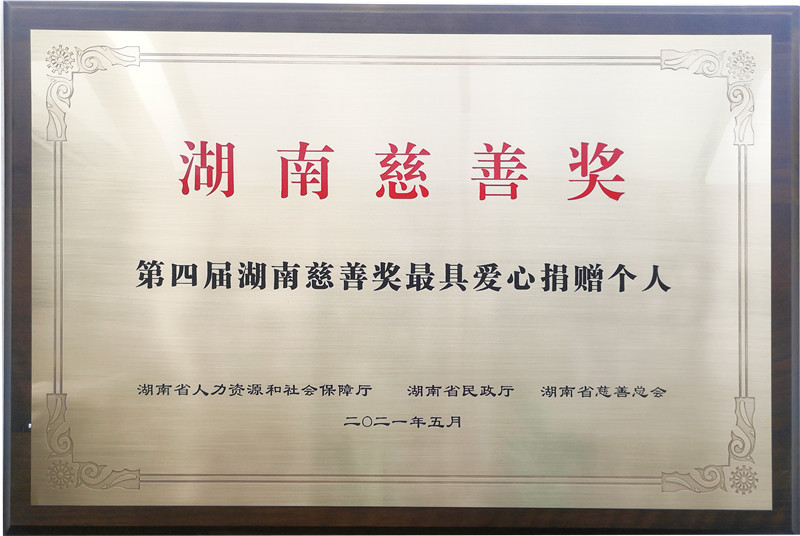 湖南慈善奖
第四届湖南慈善奖最具爱心捐赠个人
湖南省人力资源和社会保障厅 湖南省民政厅 湖南省慈善总会
二〇二一年五月